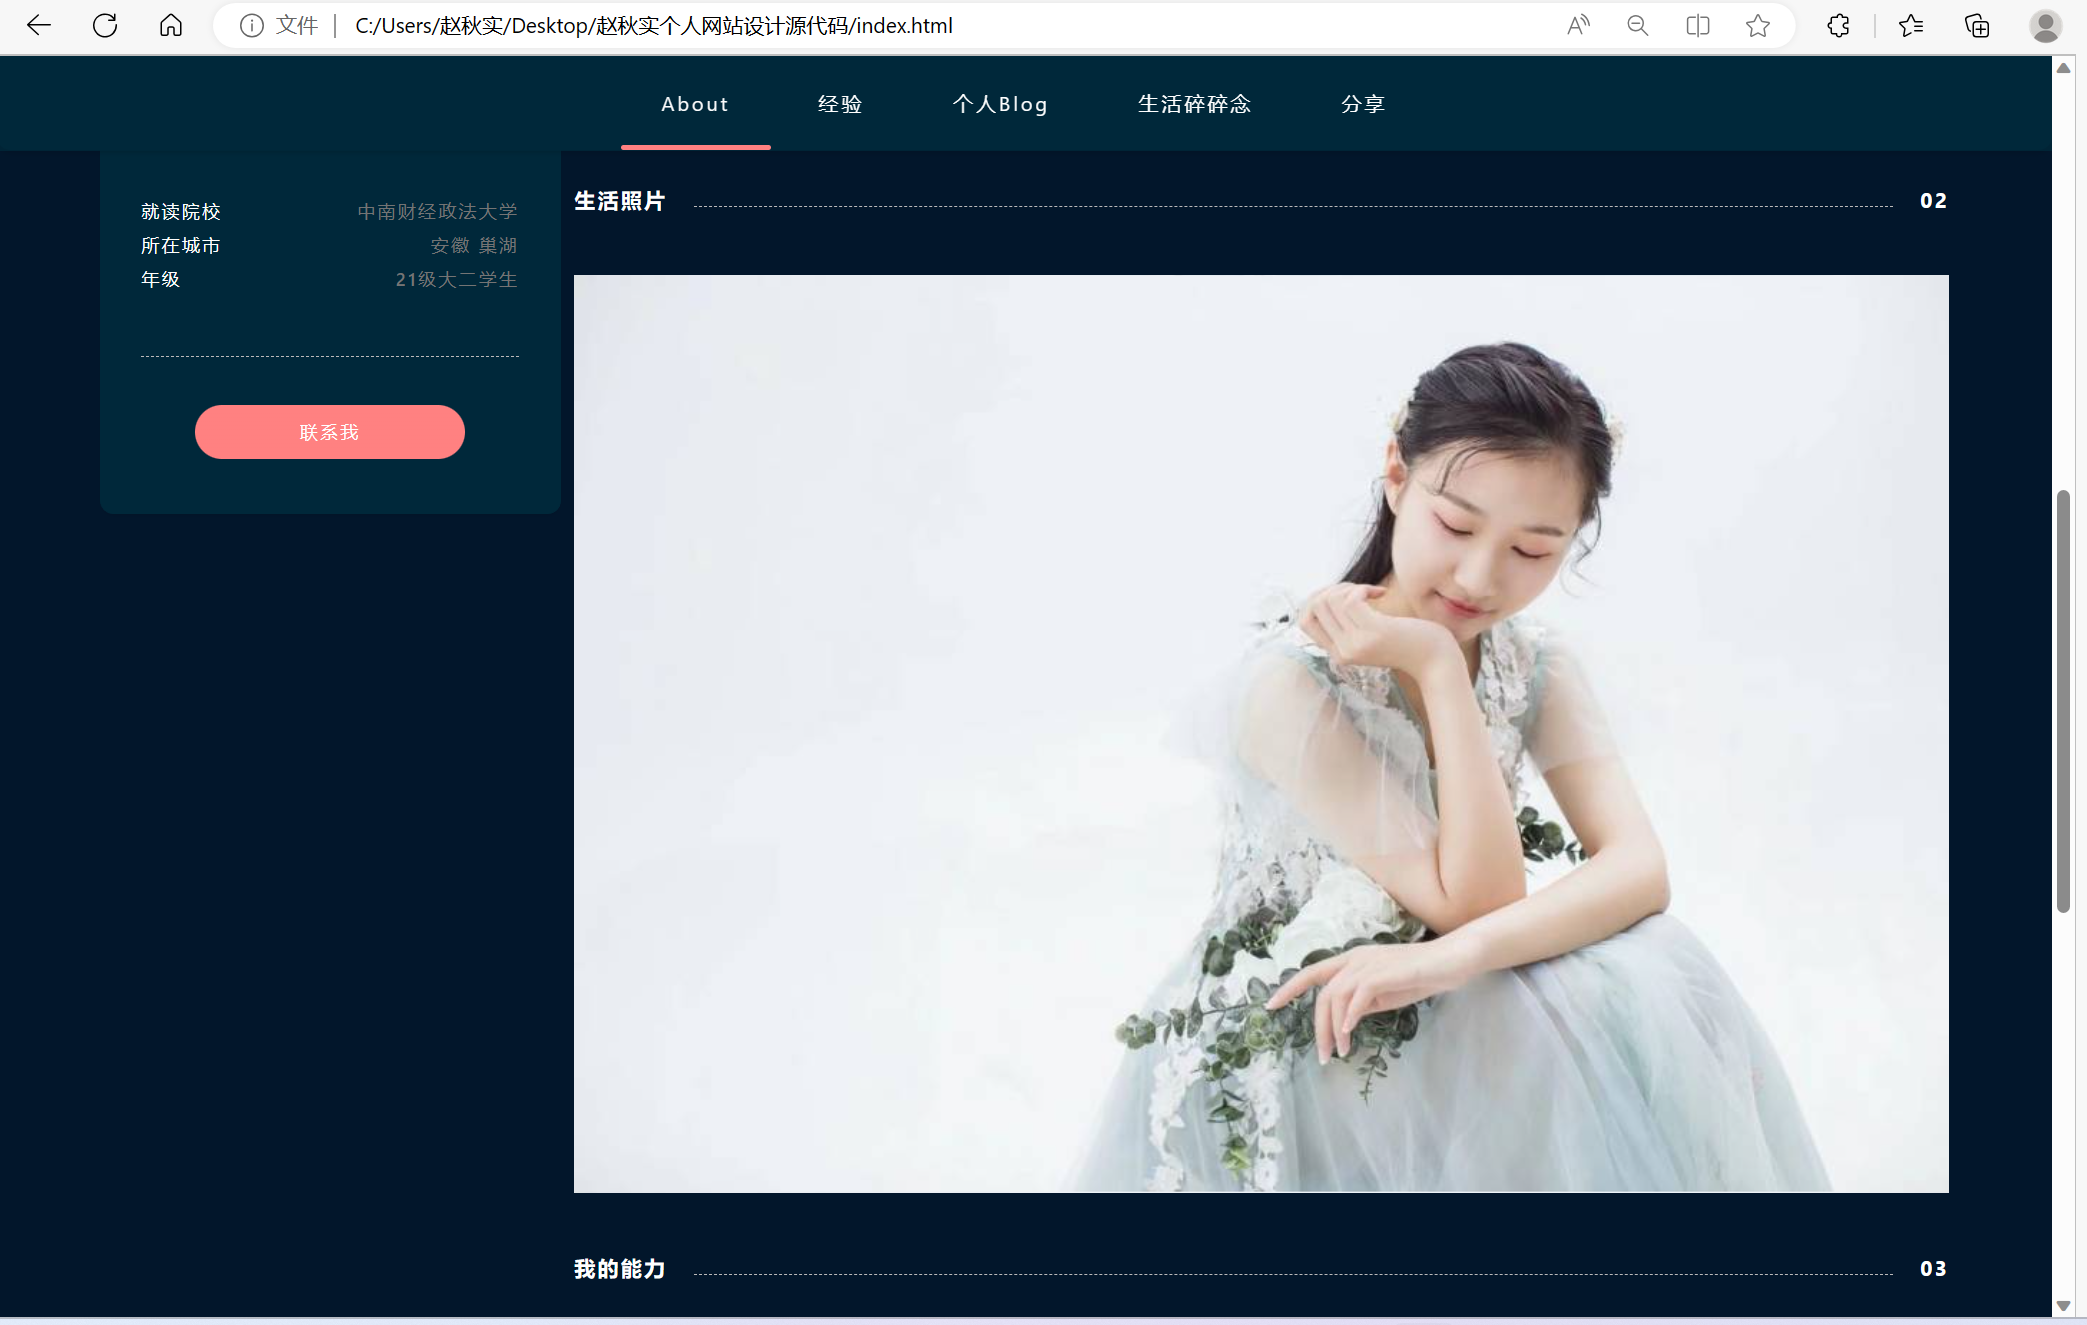 文件
C:/Users/赵秋实/Desktop/赵秋实个人网站设计源代码/index.html
About 经验 个人Blog 生活碎碎念 分享
就读院校 中南财经政法大学
所在城市 安徽 巢湖
年级 21级大二学生
联系我
生活照片 02
我的能力 03